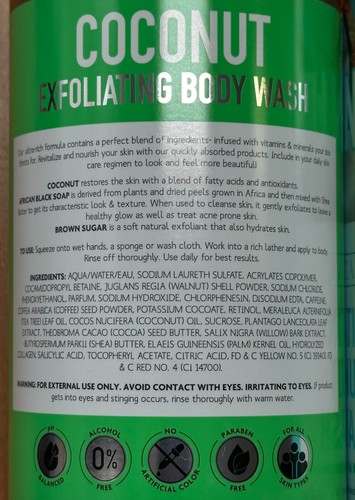 COCONUT
EXFOLIATING BODY WASH
Our ultra-rich formula contains a perfect blend of ingredients- infused with vitamins & minerals your skin
thirsts for. Revitalize and nourish your skin with our quickly absorbed products. Include in your daily skin
care regimen to look and feel more beautiful!
COCONUT restores the skin with a blend of fatty acids and antioxidants.
AFRICAN BLACK SOAP is derived from plants and dried peels grown in Africa and then mixed with Shea
Butter to get its characteristic look & texture. When used to cleanse skin, it gently exfoliates to leave a
healthy glow as well as treat acne prone skin.
BROWN SUGAR is a soft natural exfoliant that also hydrates skin.
TO USE: Squeeze onto wet hands, a sponge or wash cloth. Work into a rich lather and apply to body.
Rinse off thoroughly. Use daily for best results.
INGREDIENTS: AQUA/WATER/EAU, SODIUM LAURETH SULFATE, ACRYLATES COPOLYMER,
COCAMIDOPROPYL BETAINE, JUGLANS REGIA (WALNUT) SHELL POWDER, SODIUM CHLORIDE,
PHENOXYETHANOL, PARFUM, SODIUM HYDROXIDE, CHLORPHENESIN, DISODIUM EDTA, CAFFEINE,
COFFEA ARABICA (COFFEE) SEED POWDER, POTASSIUM COCOATE, RETINOL, MERALEUCA ALTERNIFOLIA
(TEA TREE) LEAF OIL, COCOS NUCIFERA (COCONUT) OIL, SUCROSE, PLANTAGO LANCEOLATA LEAF
EXTRACT, THEOBROMA CACAO (COCOA) SEED BUTTER, SALIX NIGRA (WILLOW) BARK EXTRACT,
BUTYROSPERMUM PARKII (SHEA) BUTTER, ELAEIS GUINEENSIS (PALM) KERNEL OIL, HYDROLYZED
COLLAGEN, SALICYLIC ACID, TOCOPHERYL ACETATE, CITRIC ACID, FD & C YELLOW NO. 5 (C.I. 19140), FD
& C RED NO. 4 (C.I 14700).
WARNING: FOR EXTERNAL USE ONLY. AVOID CONTACT WITH EYES. IRRITATING TO EYES. If product
gets into eyes and stinging occurs, rinse thoroughly with warm water.
pH
BALANCED
ALCOHOL
0%
FREE
NO
ARTIFICIAL COLOR
PARABEN
FREE
FOR ALL
SKIN TYPES